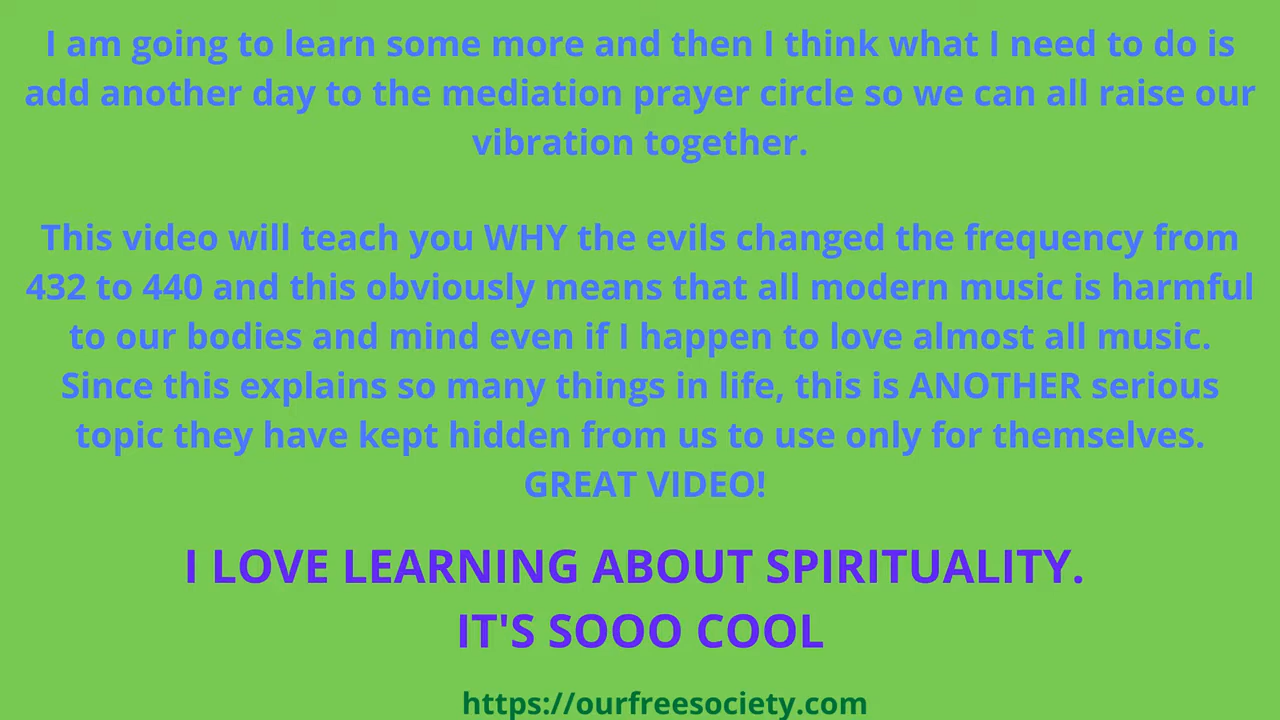 I am going to learn some more and then I think what I need to do is
add another day to the mediation prayer circle so we can all raise our
vibration together.
This video will teach you WHY the evils changed the frequency from
432 to 440 and this obviously means that all modern music is harmful
to our bodies and mind even if I happen to love almost all music.
Since this explains so many things in life, this is ANOTHER serious
topic they have kept hidden from us to use only for themselves.
GREAT VIDEO!
I LOVE LEARNING ABOUT SPIRITUALITY.
IT'S SOOO COOL
https://ourfreesociety.com